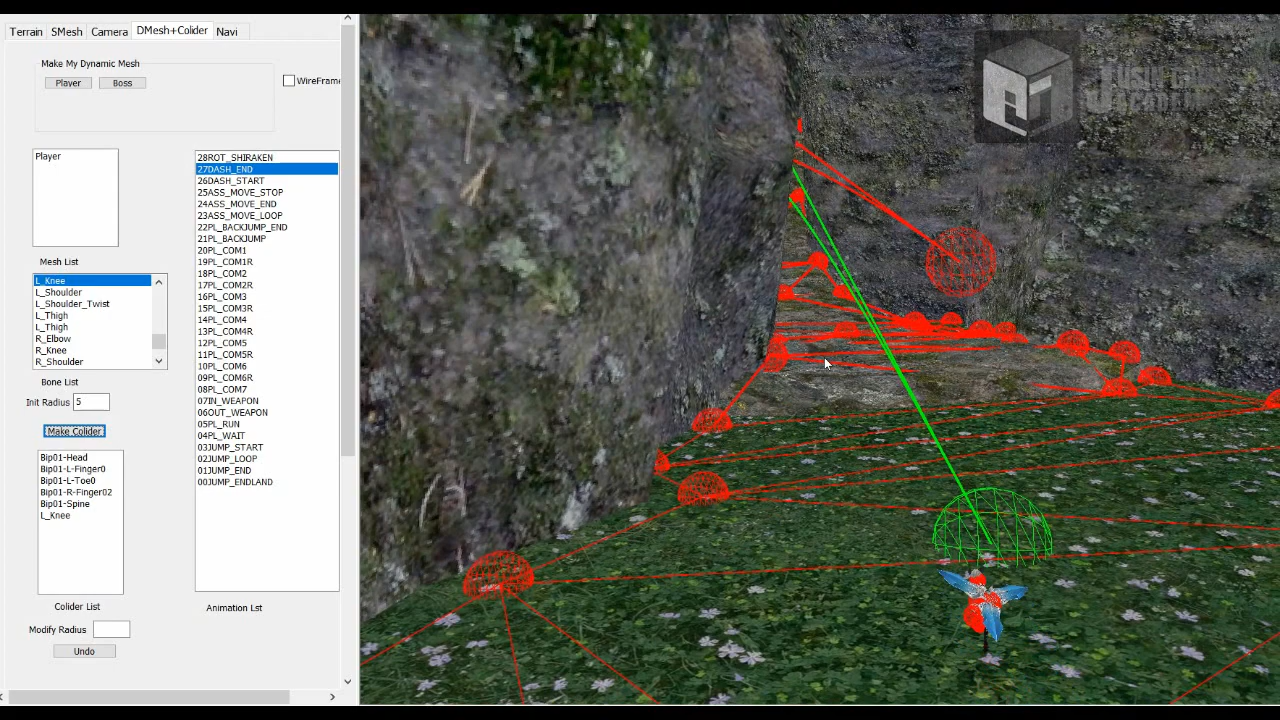 Terrain SMesh Camera DMesh+Colider Navi
Make My Dynamic Mesh
Player Boss
WireFrame
Player
Mesh List
L_Knee
L_Shoulder
L_Shoulder_Twist
L_Thigh
L_Thigh
R_Elbow
R_Knee
R_Shoulder
Bone List
Init Radius 5
Make Colider
Bip01-Head
Bip01-L-Finger0
Bip01-L-Toe0
Bip01-R-Finger02
Bip01-Spine
L_Knee
Colider List
Modify Radius
Undo
28ROT_SHIRAKEN
27DASH_END
26DASH_START
25ASS_MOVE_STOP
24ASS_MOVE_END
23ASS_MOVE_LOOP
22PL_BACKJUMP_END
21PL_BACKJUMP
20PL_COM1
19PL_COM1R
18PL_COM2
17PL_COM2R
16PL_COM3
15PL_COM3R
14PL_COM4
13PL_COM4R
12PL_COM5
11PL_COM5R
10PL_COM6
09PL_COM6R
08PL_COM7
07IN_WEAPON
06OUT_WEAPON
05PL_RUN
04PL_WAIT
03JUMP_START
02JUMP_LOOP
01JUMP_END
00JUMP_ENDLAND
Animation Lst